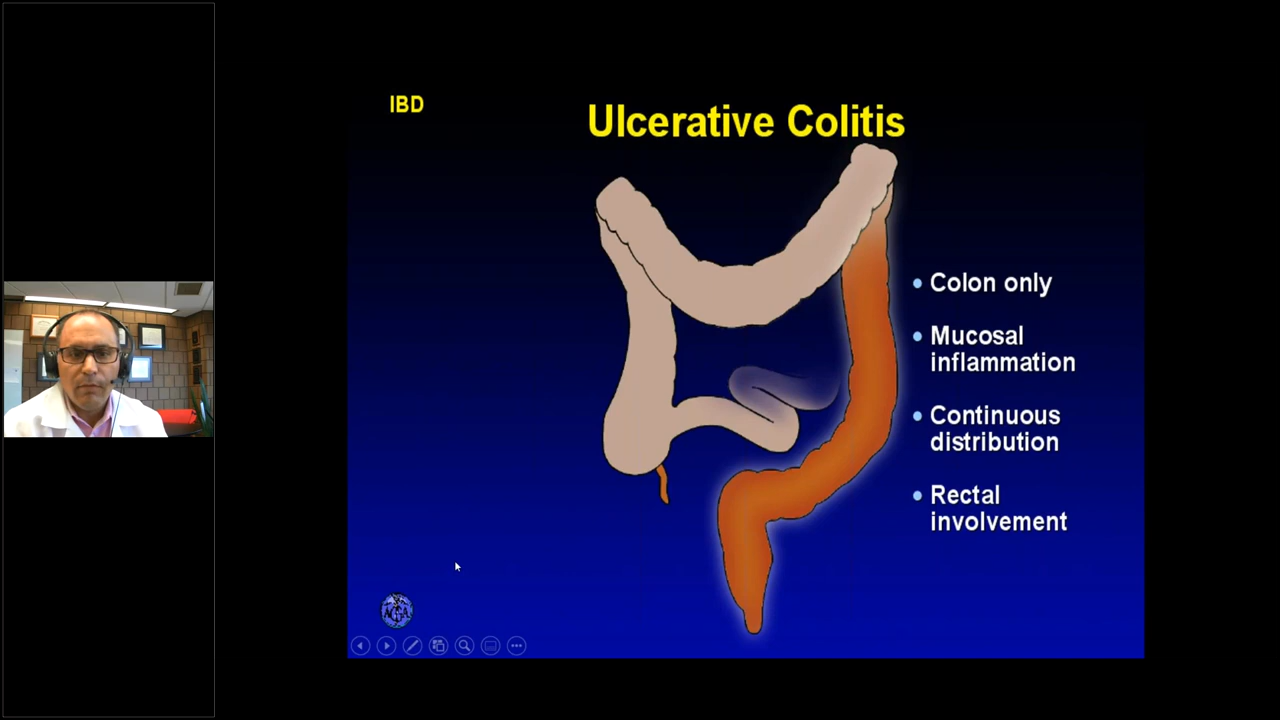 IBD
Ulcerative Colitis
Colon only
Mucosal
inflammation
Continuous
distribution
Rectal
involvement